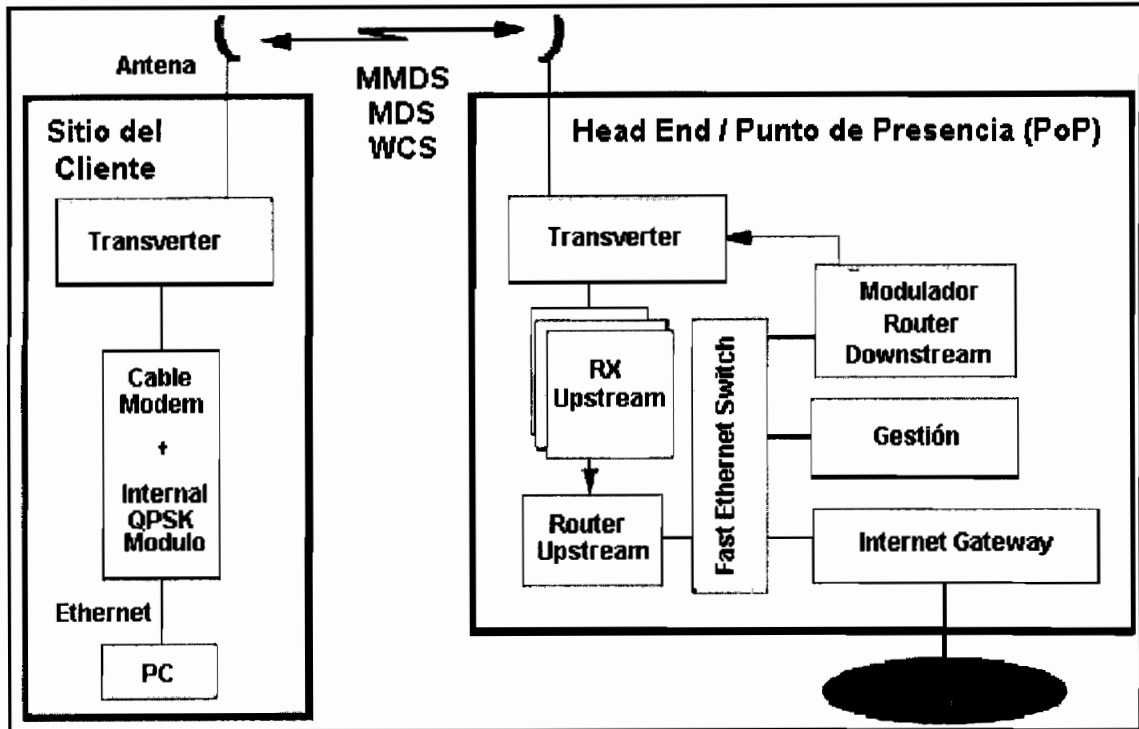 Antena
MMDS
MDS
WCS
Sitio del
Cliente
Transverter
Cable
Modem
+
Internal
QPSK
Modulo
Ethernet
PC
Head End / Punto de Presencia (PoP)
Transverter
RX
Upstream
Router
Upstream
Fast Ethernet Switch
Modulador
Router
Downstream
Gestión
Internet Gateway